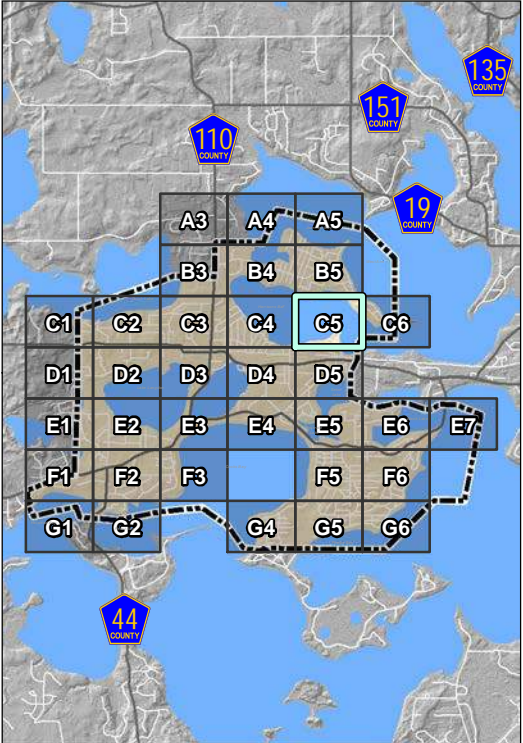 135
COUNTY
151
COUNTY
110
COUNTY
19
COUNTY
A3 A4 A5
B3 B4 B5
C1 C2 C3 C4 C5 C6
D1 D2 D3 D4 D5
E1 E2 E3 E4 E5 E6 E7
F1 F2 F3 F5 F6
G1 G2 G4 G5 G6
44
COUNTY